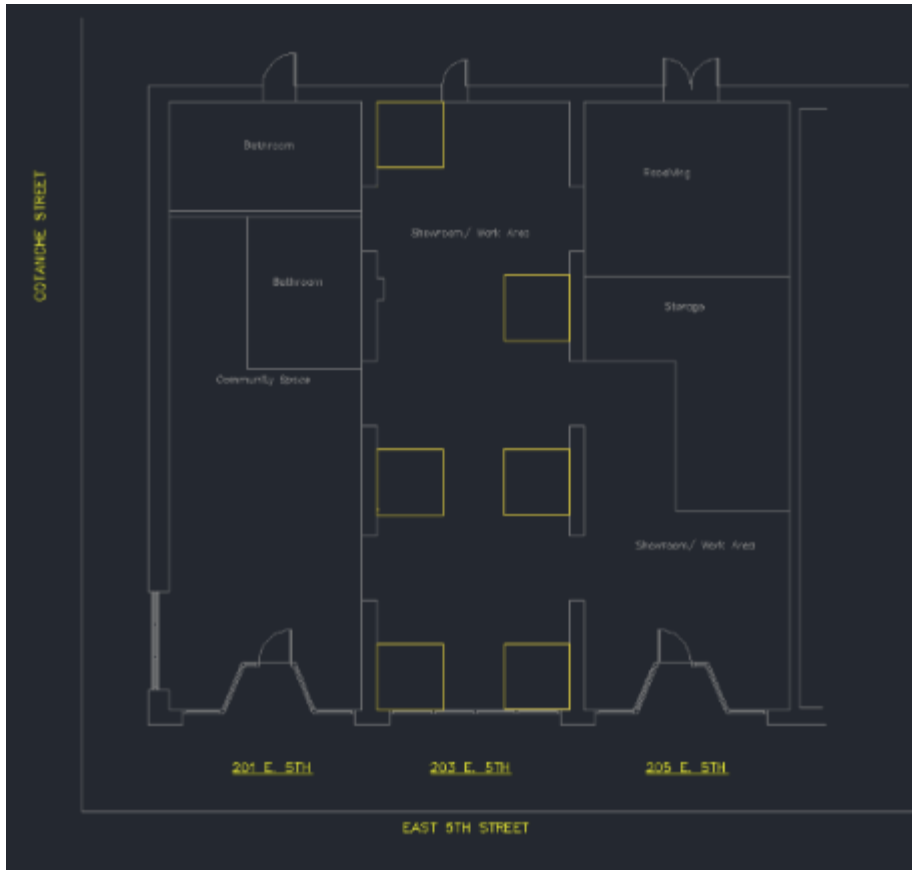 Bathroom
Receiving
COTANCHE STREET
Showroom/ Work Area
Bathroom
Storage
Community Space
Showroom/ Work Area
201 E. 5TH
203 E. 5TH
205 E. 5TH
EAST 5TH STREET